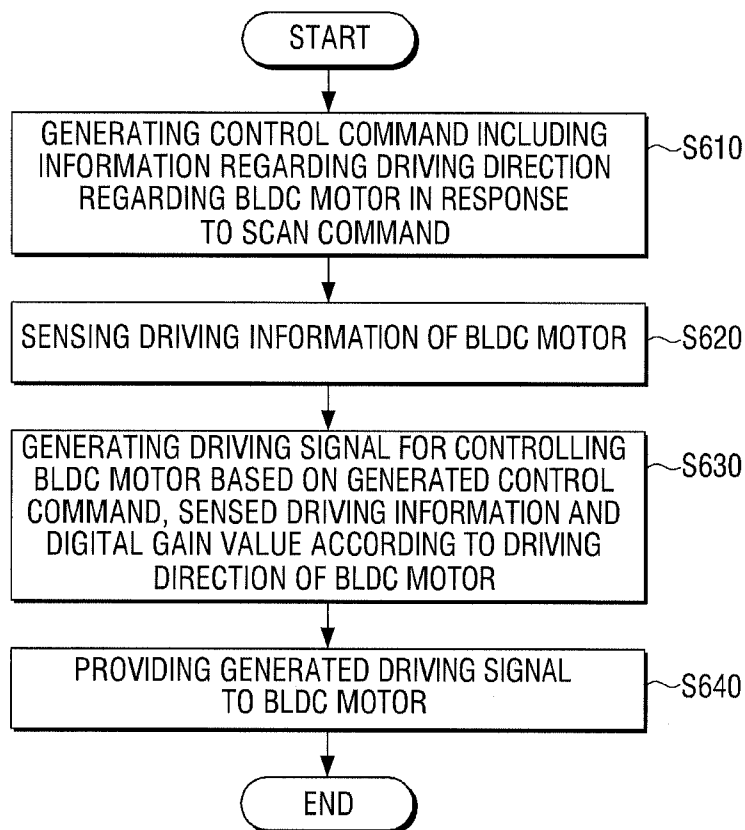 START
GENERATING CONTROL COMMAND INCLUDING
INFORMATION REGARDING DRIVING DIRECTION
REGARDING BLDC MOTOR IN RESPONSE
TO SCAN COMMAND
S610
SENSING DRIVING INFORMATION OF BLDC MOTOR
S620
GENERATING DRIVING SIGNAL FOR CONTROLLING
BLDC MOTOR BASED ON GENERATED CONTROL
COMMAND, SENSED DRIVING INFORMATION AND
DIGITAL GAIN VALUE ACCORDING TO DRIVING
DIRECTION OF BLDC MOTOR
S630
PROVIDING GENERATED DRIVING SIGNAL
TO BLDC MOTOR
S640
END